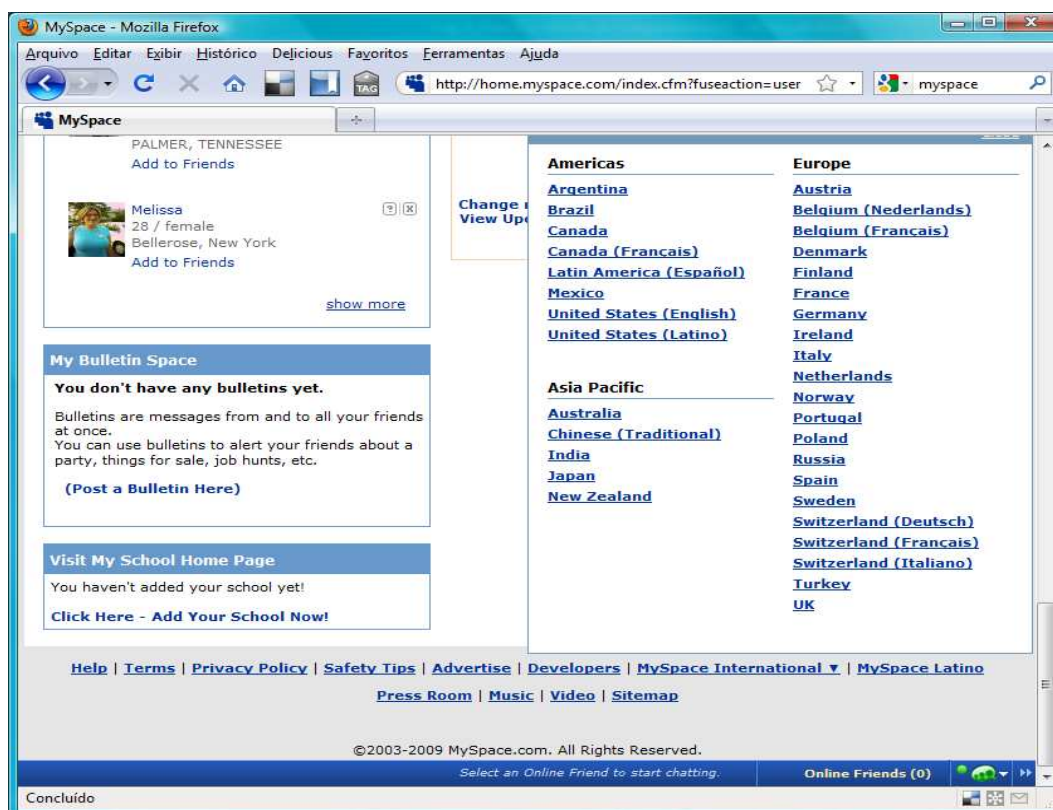 MySpace - Mozilla Firefox
Arquivo Editar Exibir Histórico Delicious Favoritos Ferramentas Ajuda
TAG
http://home.myspace.com/index.cfm?fuseaction=user
myspace
MySpace
PALMER, TENNESSEE
Add to Friends
Melissa
28 / female
Bellerose, New York
Add to Friends
show more
My Bulletin Space
You don't have any bulletins yet.
Bulletins are messages from and to all your friends
at once.
You can use bulletins to alert your friends about a
party, things for sale, job hunts, etc.
(Post a Bulletin Here)
Visit My School Home Page
You haven't added your school yet!
Click Here - Add Your School Now!
Change
View
Americas
Argentina
Brazil
Canada
Canada (Français)
Latin America (Español)
Mexico
United States (English)
United States (Latino)
Asia Pacific
Australia
Chinese (Traditional)
India
Japan
New Zealand
Europe
Austria
Belgium (Nederlands)
Belgium (Français)
Denmark
Finland
France
Germany
Ireland
Italy
Netherlands
Norway
Portugal
Poland
Russia
Spain
Sweden
Switzerland (Deutsch)
Switzerland (Français)
Switzerland (Italiano)
Turkey
UK
Help | Terms | Privacy Policy | Safety Tips | Advertise | Developers | MySpace International ▼ | MySpace Latino
Press Room | Music | Video | Sitemap
©2003-2009 MySpace.com. All Rights Reserved.
Select an Online Friend to start chatting.
Online Friends (0)
Concluído